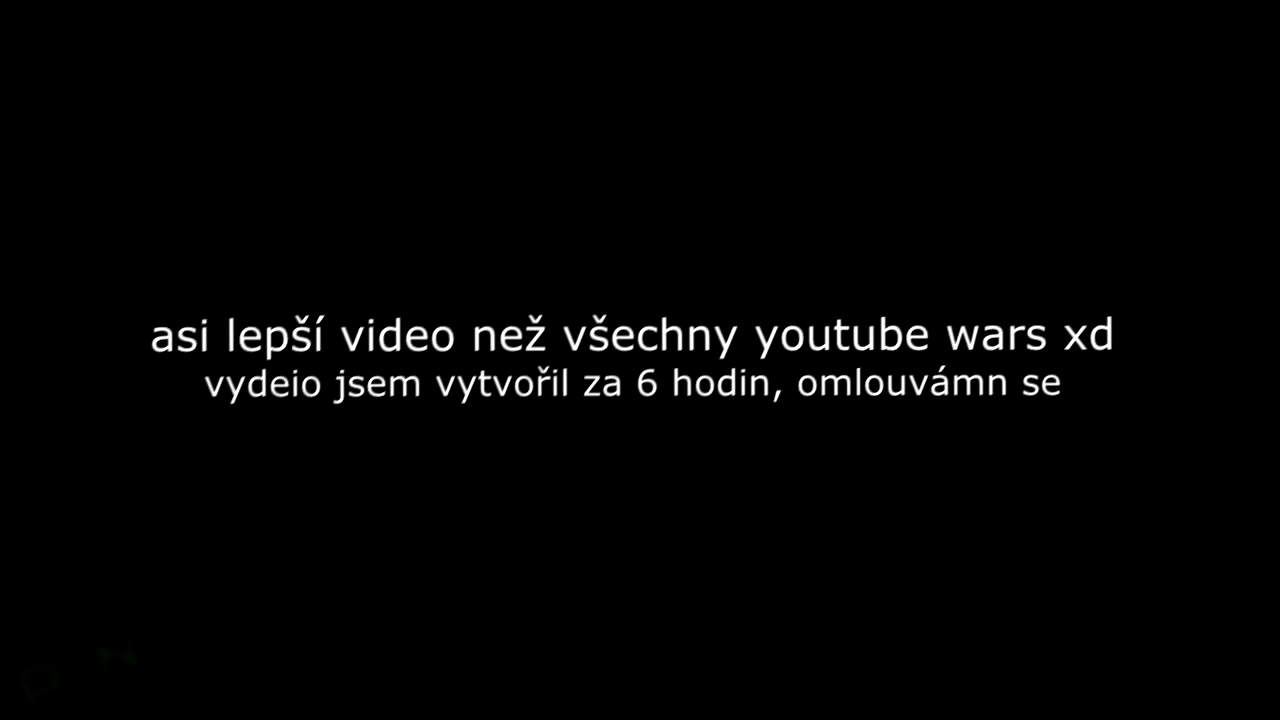 asi lepší video než všechny youtube wars xd
vydeio jsem vytvořil za 6 hodin, omlouvámn se